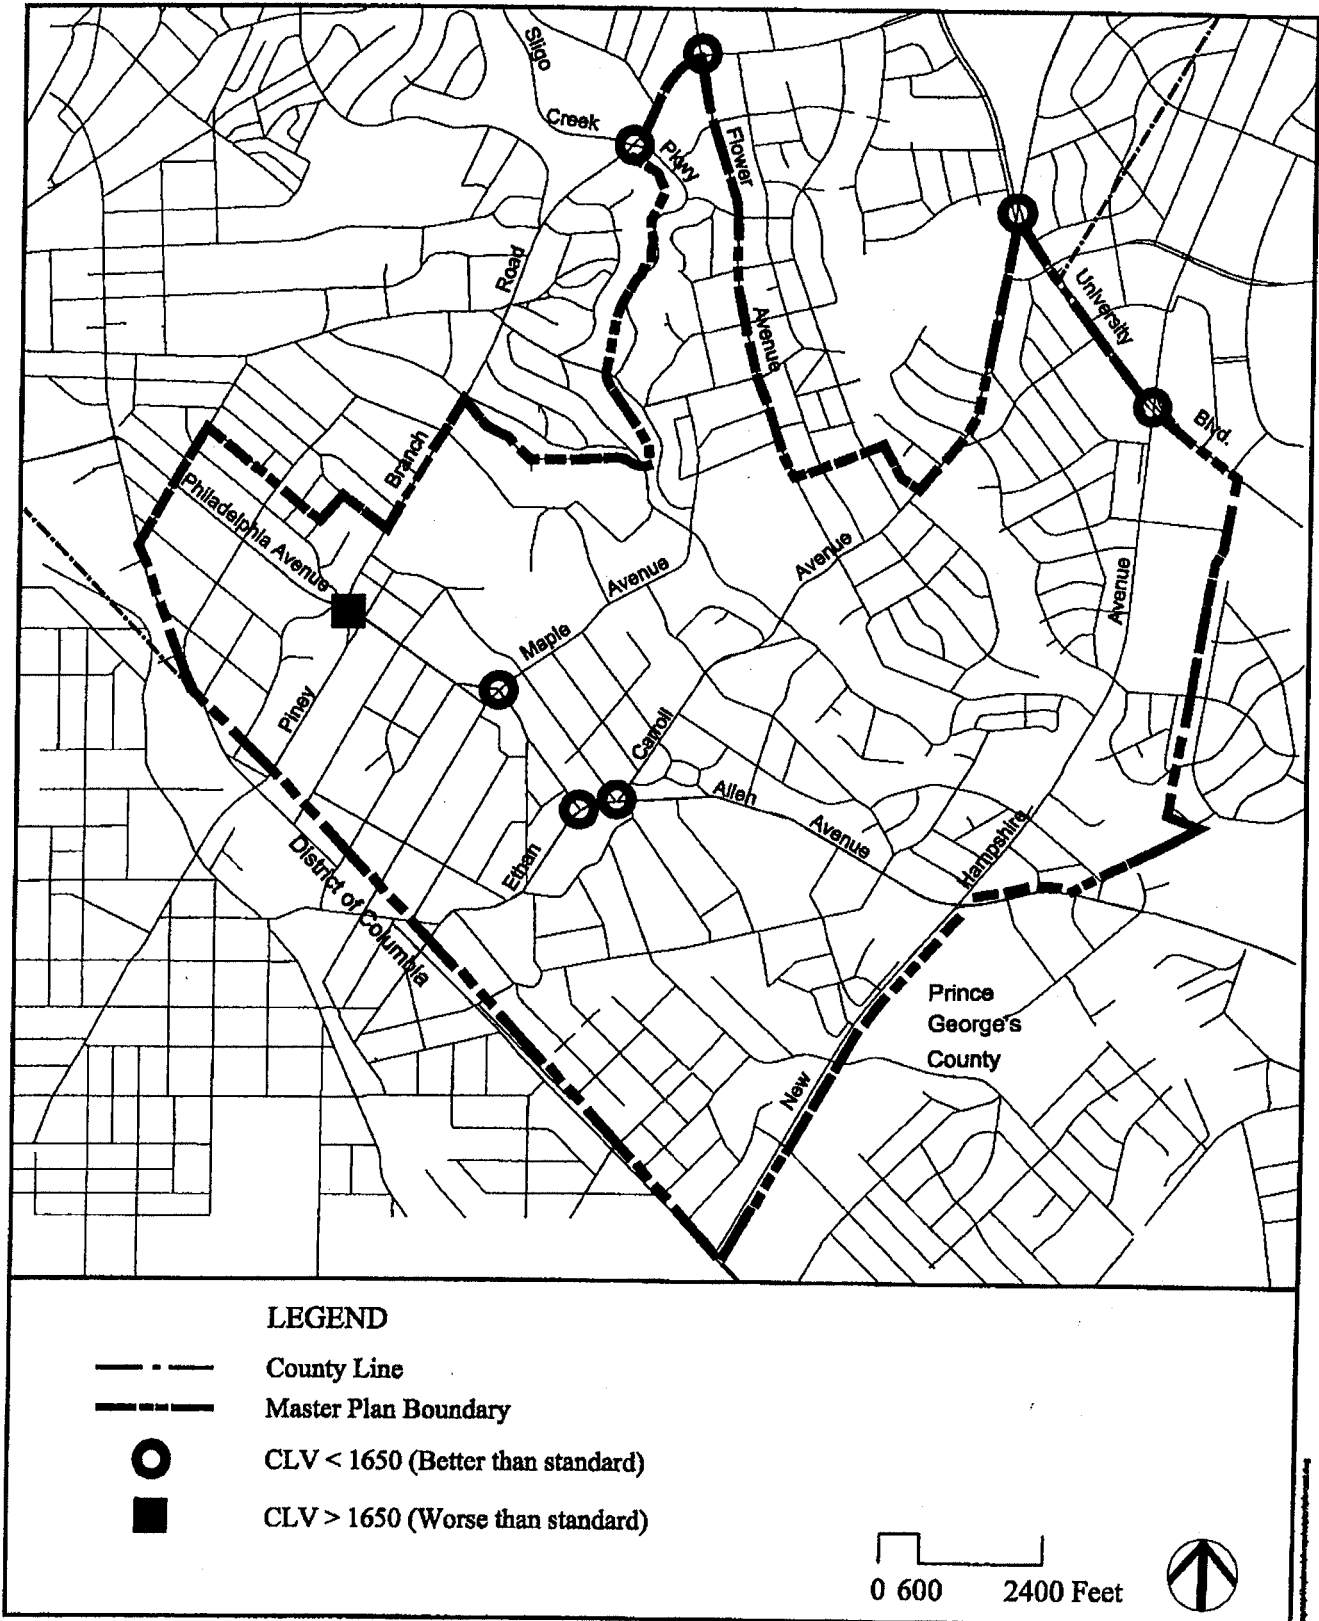 Sligo
Creek
Pkwy
Flower
Avenue
Road
Branch
University
Blvd.
Philadelphia Avenue
Avenue
Avenue
Avenue
Maple
Piney
Carroll
Allen
Avenue
Ethan
Hampshire
New
District of Columbia
Prince
George's
County
LEGEND
County Line
Master Plan Boundary
CLV < 1650 (Better than standard)
CLV > 1650 (Worse than standard)
0 600 2400 Feet